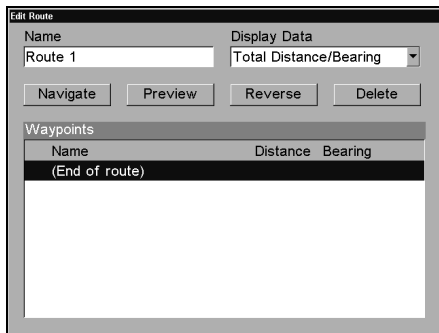 Edit Route
Name Display Data
Route 1 Total Distance/Bearing
Navigate Preview Reverse Delete
Waypoints
Name Distance Bearing
(End of route)